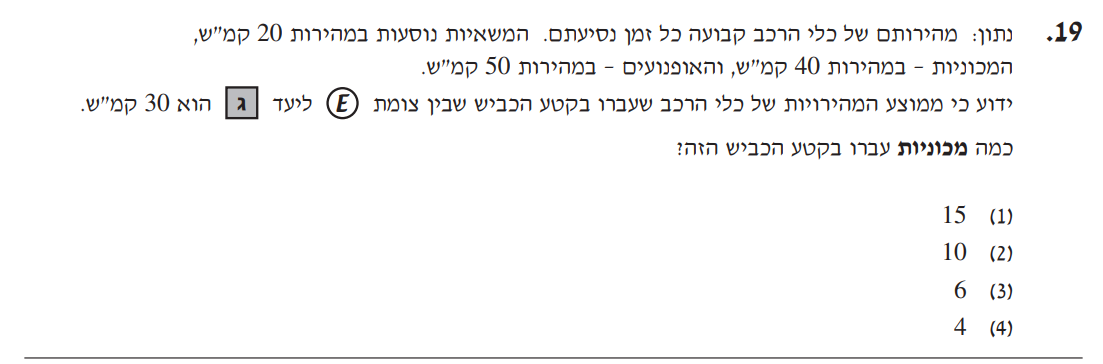 19. נתון: מהירותם של כלי הרכב קבועה כל זמן נסיעתם. המשאיות נוסעות במהירות 20 קמ"ש,
המכוניות - במהירות 40 קמ"ש, והאופנועים - במהירות 50 קמ"ש.
ידוע כי ממוצע המהירויות של כלי הרכב שעברו בקטע הכביש שבין צומת E ליעד ג הוא 30 קמ"ש.
כמה מכוניות עברו בקטע הכביש הזה?
(1) 15
(2) 10
(3) 6
(4) 4